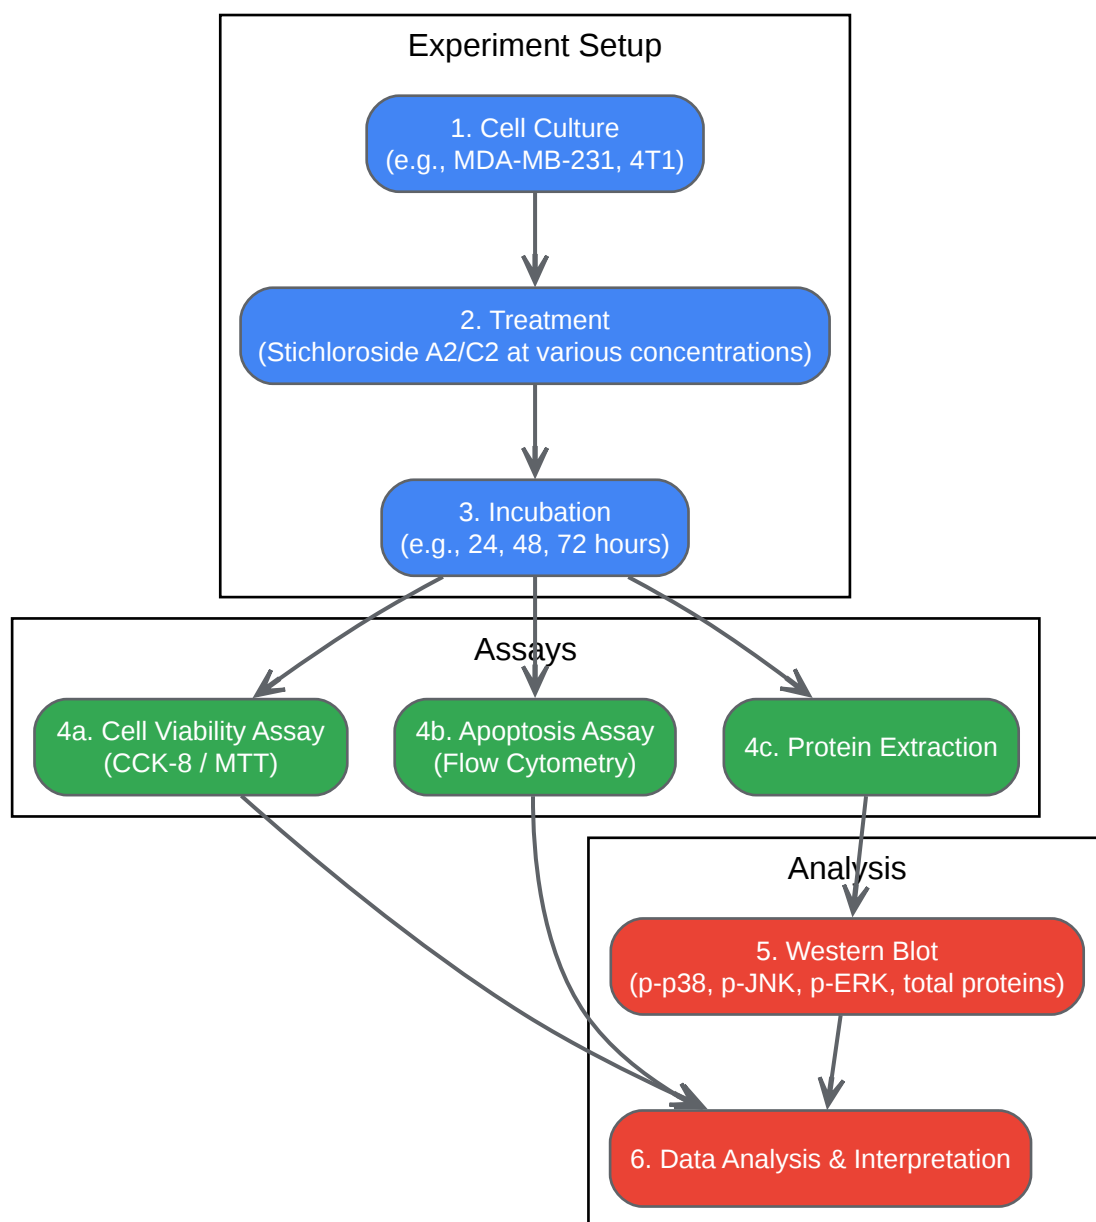 Experiment Setup
1. Cell Culture
(e.g., MDA-MB-231, 4T1)
2. Treatment
(Stichloroside A2/C2 at various concentrations)
3. Incubation
(e.g., 24, 48, 72 hours)
Assays
4a. Cell Viability Assay
(CCK-8 / MTT)
4b. Apoptosis Assay
(Flow Cytometry)
4c. Protein Extraction
Analysis
5. Western Blot
(p-p38, p-JNK, p-ERK, total proteins)
6. Data Analysis & Interpretation